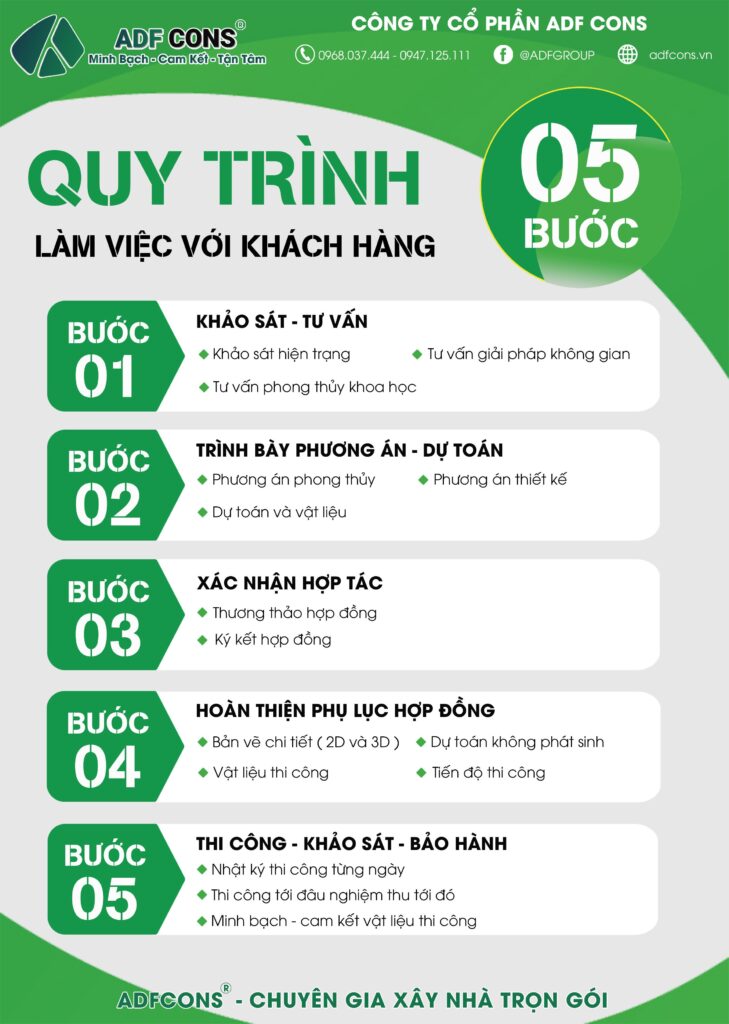 ADF CONS®
Minh Bạch - Cam Kết - Tận Tâm
CÔNG TY CỔ PHẦN ADF CONS
0968.037.444 - 0947.125.111 @ADFGROUP adfcons.vn
QUY TRÌNH
LÀM VIỆC VỚI KHÁCH HÀNG
05
BƯỚC
BƯỚC
01
KHẢO SÁT - TƯ VẤN
Khảo sát hiện trạng
Tư vấn giải pháp không gian
Tư vấn phong thủy khoa học
BƯỚC
02
TRÌNH BÀY PHƯƠNG ÁN - DỰ TOÁN
Phương án phong thủy
Phương án thiết kế
Dự toán và vật liệu
BƯỚC
03
XÁC NHẬN HỢP TÁC
Thương thảo hợp đồng
Ký kết hợp đồng
BƯỚC
04
HOÀN THIỆN PHỤ LỤC HỢP ĐỒNG
Bản vẽ chi tiết ( 2D và 3D )
Dự toán không phát sinh
Vật liệu thi công
Tiến độ thi công
BƯỚC
05
THI CÔNG - KHẢO SÁT - BẢO HÀNH
Nhật ký thi công từng ngày
Thi công tới đâu nghiệm thu tới đó
Minh bạch - cam kết vật liệu thi công
ADFCONS® - CHUYÊN GIA XÂY NHÀ TRỌN GÓI